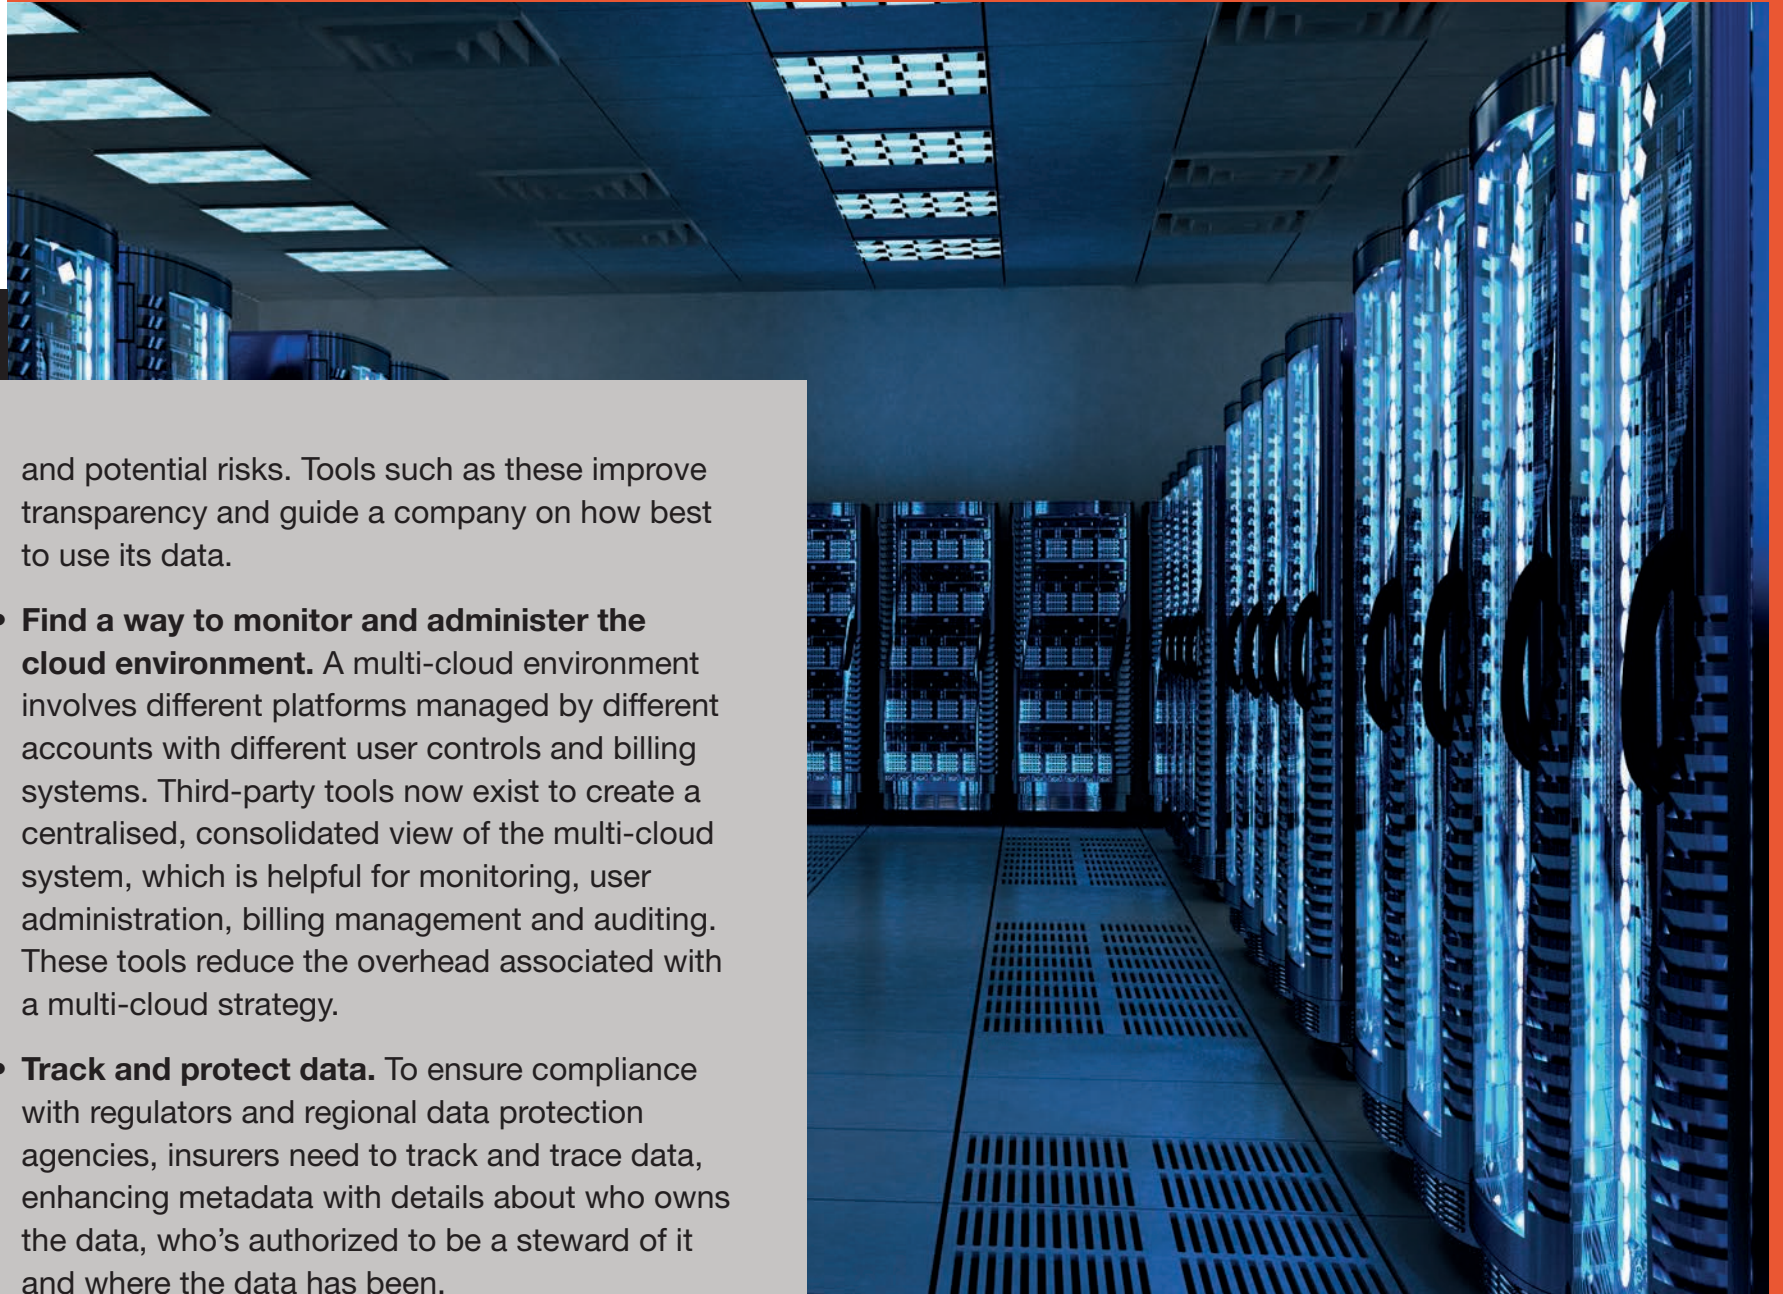 and potential risks. Tools such as these improve
transparency and guide a company on how best
to use its data.
• Find a way to monitor and administer the
cloud environment. A multi-cloud environment
involves different platforms managed by different
accounts with different user controls and billing
systems. Third-party tools now exist to create a
centralised, consolidated view of the multi-cloud
system, which is helpful for monitoring, user
administration, billing management and auditing.
These tools reduce the overhead associated with
a multi-cloud strategy.
• Track and protect data. To ensure compliance
with regulators and regional data protection
agencies, insurers need to track and trace data,
enhancing metadata with details about who owns
the data, who's authorized to be a steward of it
and where the data has been.